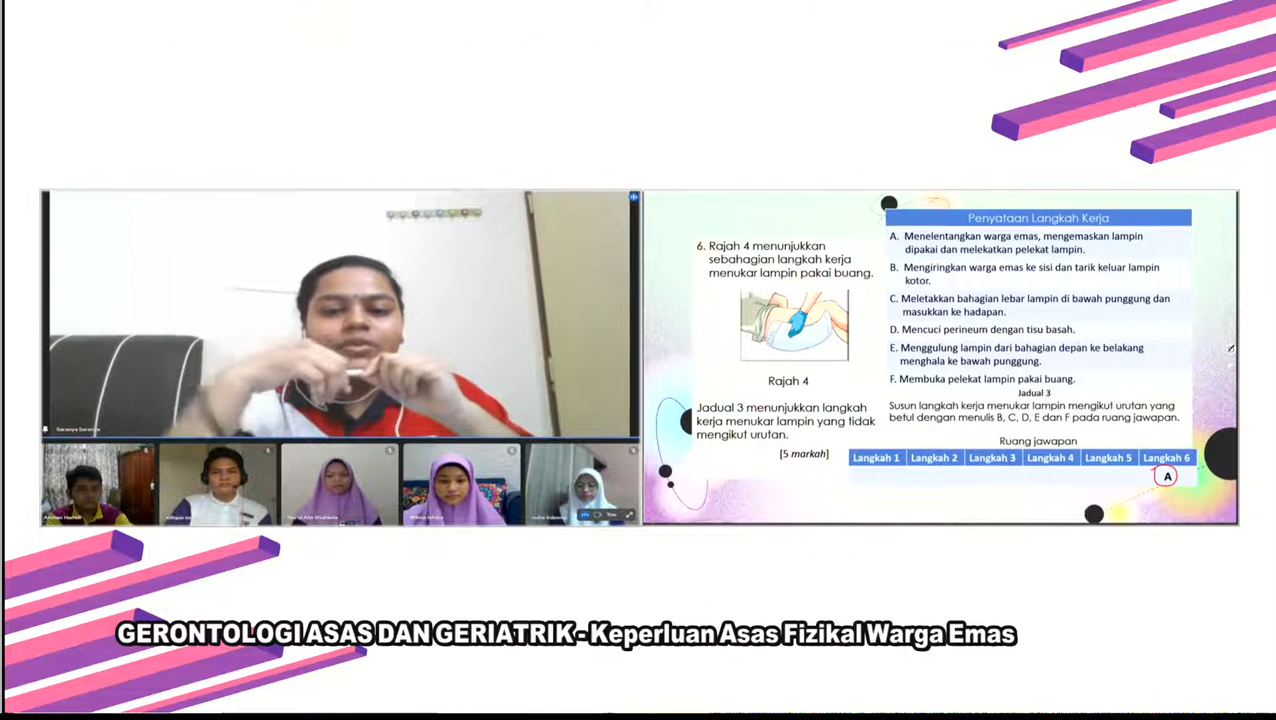 6. Rajah 4 menunjukkan
sebahagian langkah kerja
menukar lampin pakai buang.
Rajah 4
Jadual 3 menunjukkan langkah
kerja menukar lampin yang tidak
mengikut urutan.
[5 markah]
Penyataan Langkah Kerja
A. Menelentangkan warga emas, mengemaskan lampin
dipakai dan melekatkan pelekat lampin.
B. Mengiringkan warga emas ke sisi dan tarik keluar lampin
kotor.
C. Meletakkan bahagian lebar lampin di bawah punggung dan
masukkan ke hadapan.
D. Mencuci perineum dengan tisu basah.
E. Menggulung lampin dari bahagian depan ke belakang
menghala ke bawah punggung.
F. Membuka pelekat lampin pakai buang.
Jadual 3
Susun langkah kerja menukar lampin mengikut urutan yang
betul dengan menulis B, C, D, E dan F pada ruang jawapan.
Ruang jawapan
Langkah 1 Langkah 2 Langkah 3 Langkah 4 Langkah 5 Langkah 6
A
You
GERONTOLOGI ASAS DAN GERIATRIK - Keperluan Asas Fizikal Warga Emas